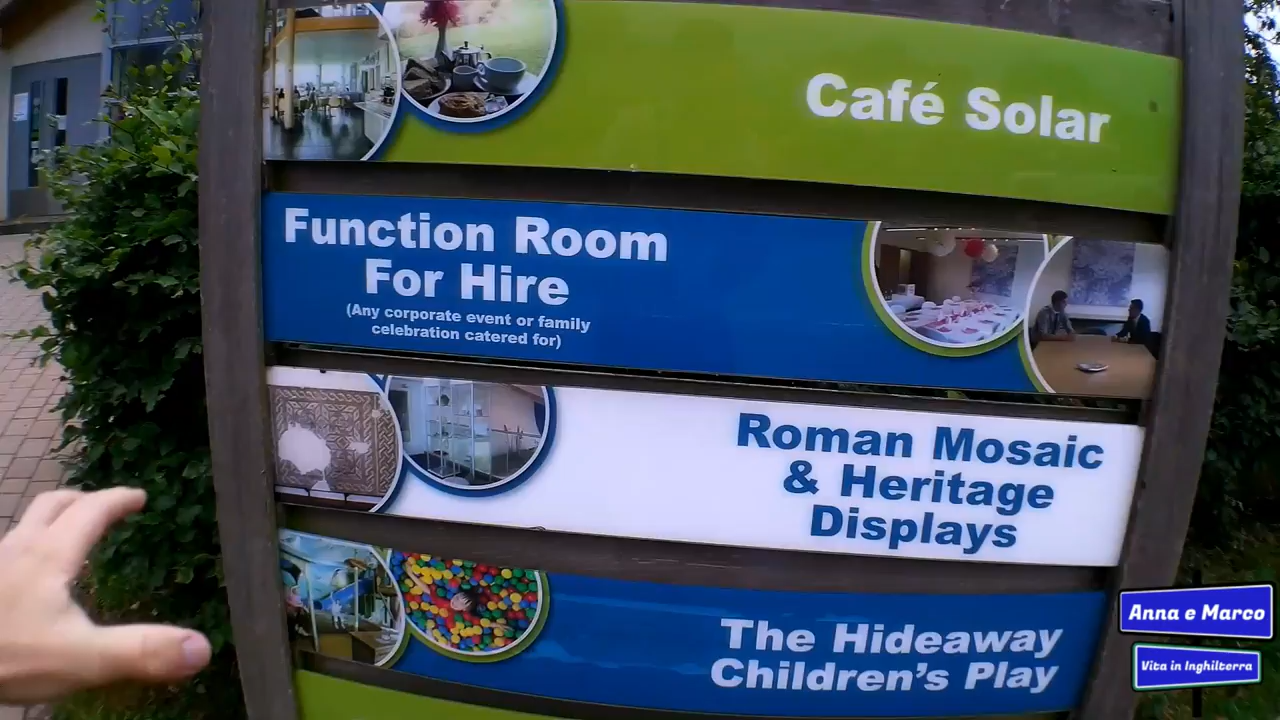 Café Solar
Function Room
For Hire
(Any corporate event or family
celebration catered for)
Roman Mosaic
& Heritage
Displays
The Hideaway
Children's Play
Anna e Marco
Vita in Inghilterra